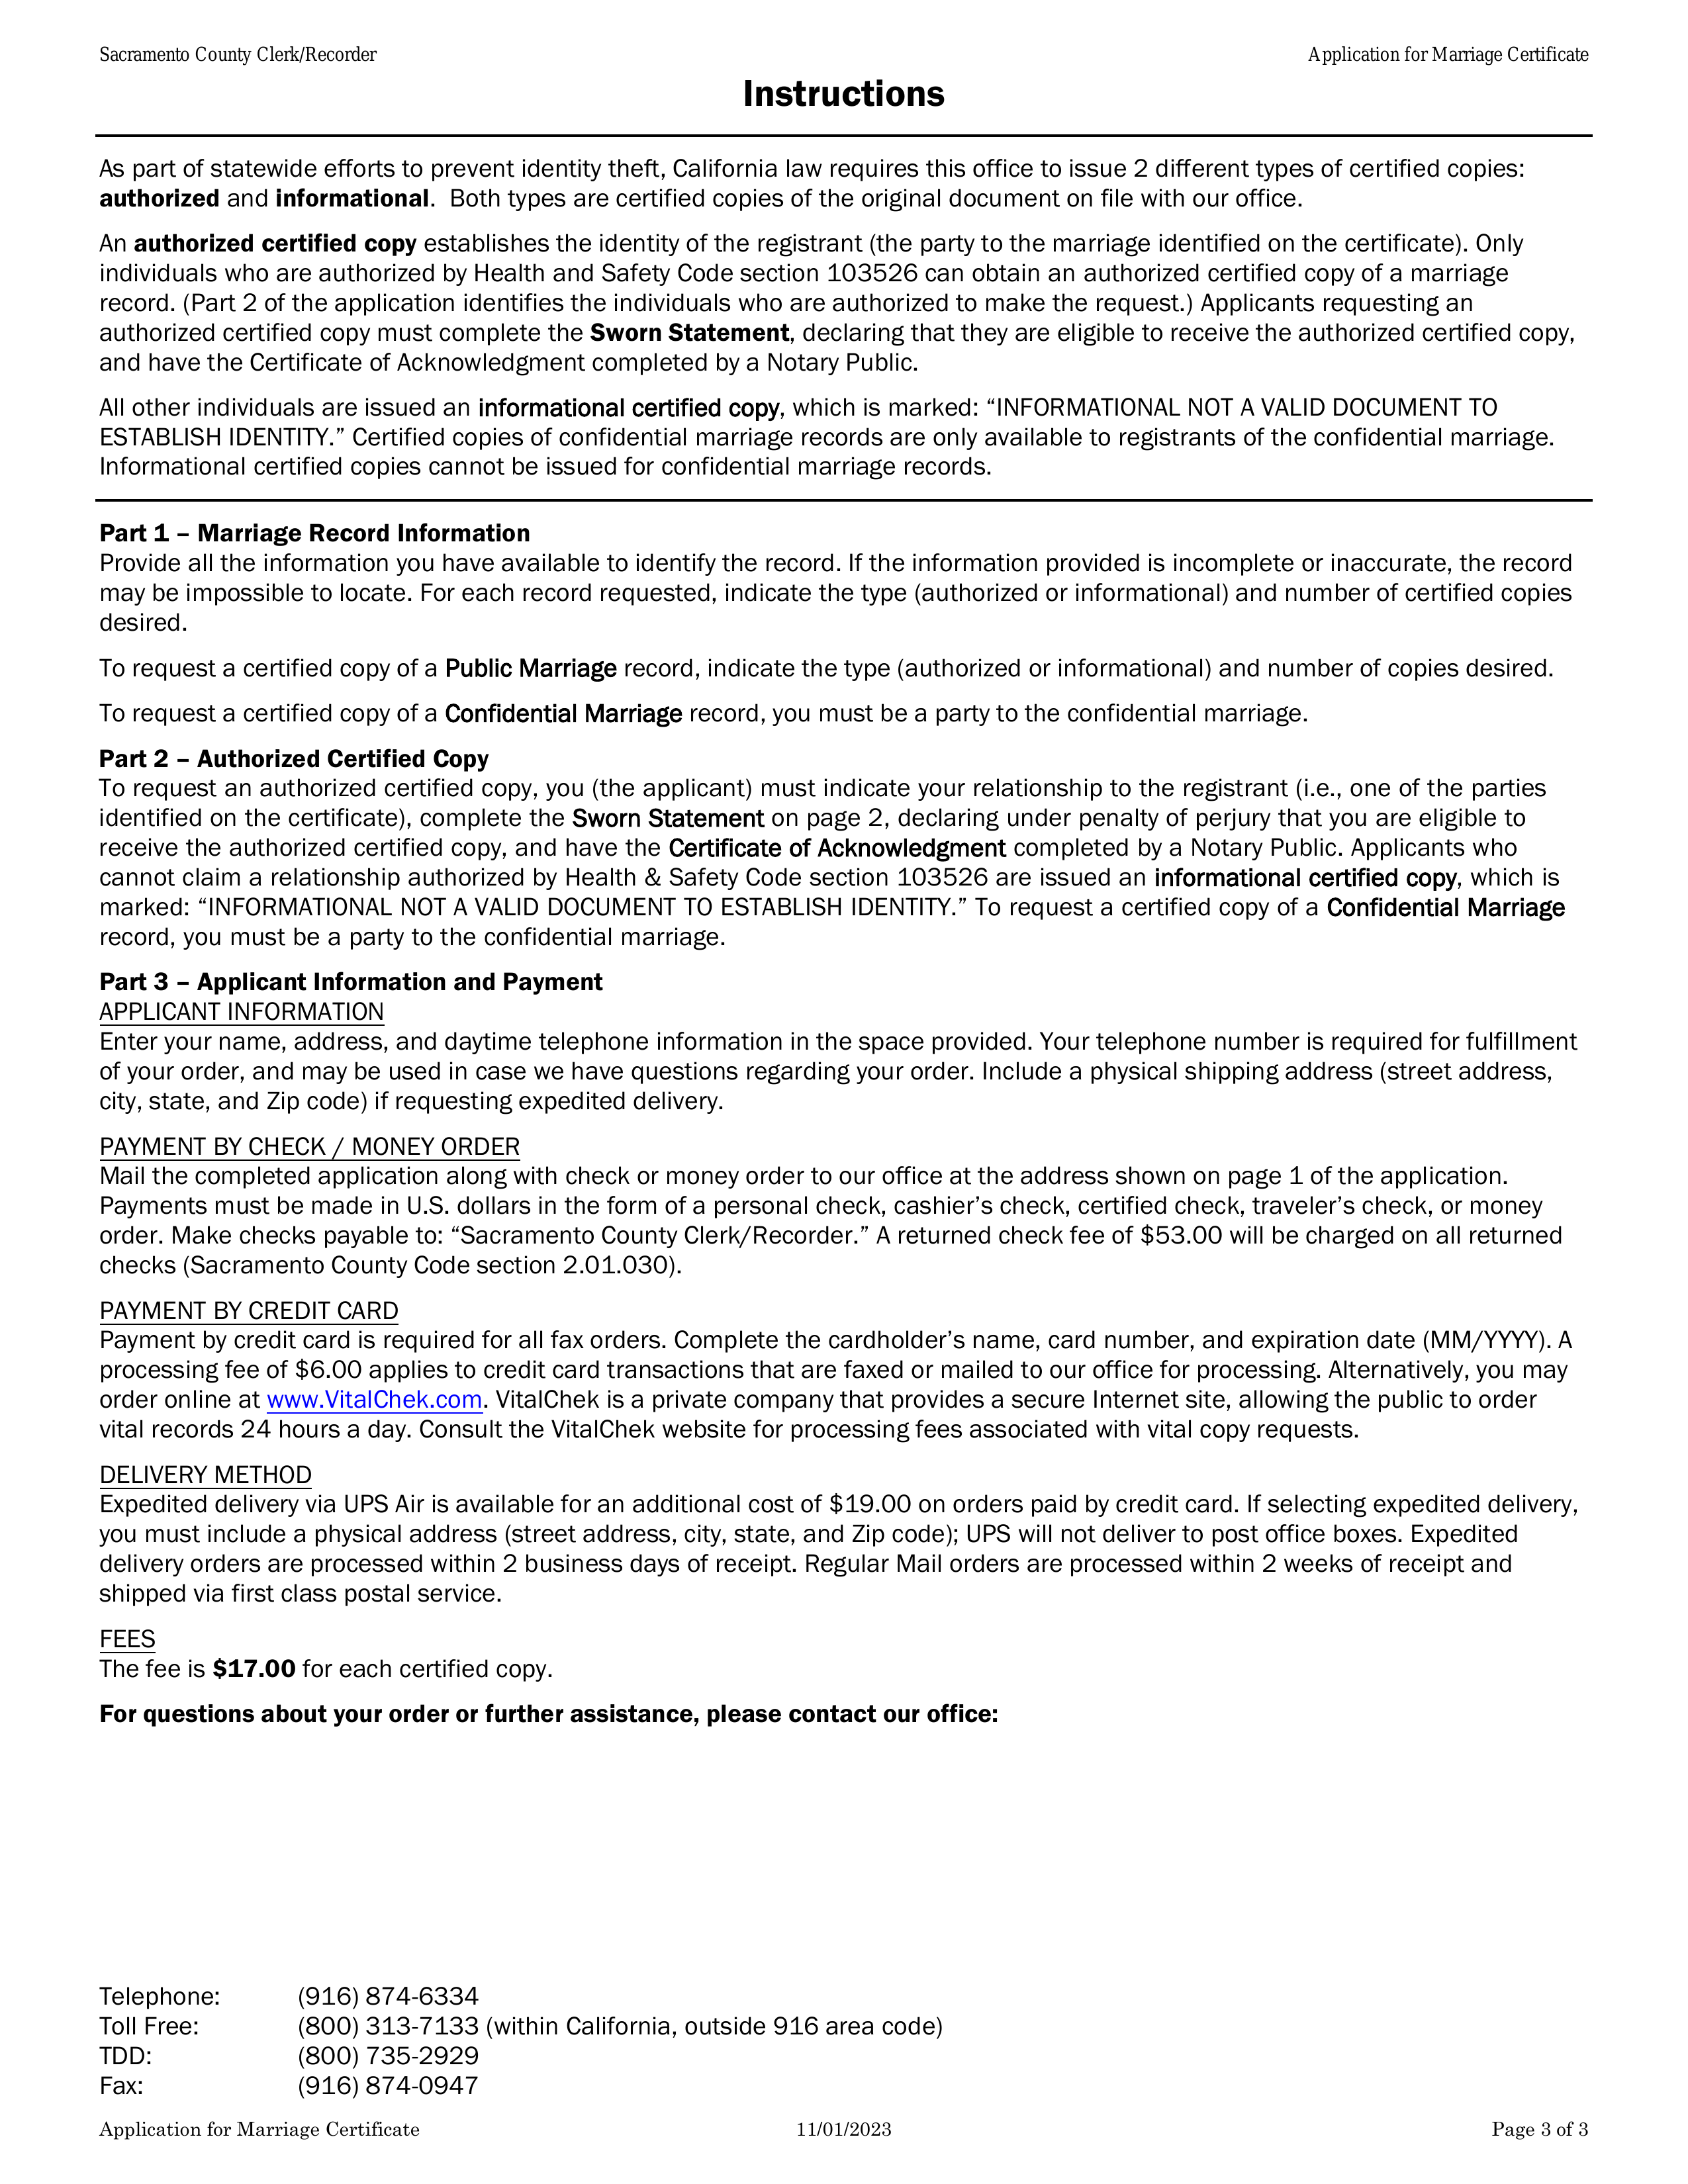 Sacramento County Clerk/Recorder Application for Marriage Certificate
Instructions
As part of statewide efforts to prevent identity theft, California law requires this office to issue 2 different types of certified copies:
authorized and informational.  Both types are certified copies of the original document on file with our office.
An authorized certified copy establishes the identity of the registrant (the party to the marriage identified on the certificate). Only
individuals who are authorized by Health and Safety Code section 103526 can obtain an authorized certified copy of a marriage
record. (Part 2 of the application identifies the individuals who are authorized to make the request.) Applicants requesting an
authorized certified copy must complete the Sworn Statement, declaring that they are eligible to receive the authorized certified copy,
and have the Certificate of Acknowledgment completed by a Notary Public.
All other individuals are issued an informational certified copy, which is marked: “INFORMATIONAL NOT A VALID DOCUMENT TO
ESTABLISH IDENTITY.” Certified copies of confidential marriage records are only available to registrants of the confidential marriage.
Informational certified copies cannot be issued for confidential marriage records.
Part 1 – Marriage Record Information
Provide all the information you have available to identify the record. If the information provided is incomplete or inaccurate, the record
may be impossible to locate. For each record requested, indicate the type (authorized or informational) and number of certified copies
desired.
To request a certified copy of a Public Marriage record, indicate the type (authorized or informational) and number of copies desired.
To request a certified copy of a Confidential Marriage record, you must be a party to the confidential marriage.
Part 2 – Authorized Certified Copy
To request an authorized certified copy, you (the applicant) must indicate your relationship to the registrant (i.e., one of the parties
identified on the certificate), complete the Sworn Statement on page 2, declaring under penalty of perjury that you are eligible to
receive the authorized certified copy, and have the Certificate of Acknowledgment completed by a Notary Public. Applicants who
cannot claim a relationship authorized by Health & Safety Code section 103526 are issued an informational certified copy, which is
marked: “INFORMATIONAL NOT A VALID DOCUMENT TO ESTABLISH IDENTITY.” To request a certified copy of a Confidential Marriage
record, you must be a party to the confidential marriage.
Part 3 – Applicant Information and Payment
APPLICANT INFORMATION
Enter your name, address, and daytime telephone information in the space provided. Your telephone number is required for fulfillment
of your order, and may be used in case we have questions regarding your order. Include a physical shipping address (street address,
city, state, and Zip code) if requesting expedited delivery.
PAYMENT BY CHECK / MONEY ORDER
Mail the completed application along with check or money order to our office at the address shown on page 1 of the application.
Payments must be made in U.S. dollars in the form of a personal check, cashier’s check, certified check, traveler’s check, or money
order. Make checks payable to: “Sacramento County Clerk/Recorder.” A returned check fee of $53.00 will be charged on all returned
checks (Sacramento County Code section 2.01.030).
PAYMENT BY CREDIT CARD
Payment by credit card is required for all fax orders. Complete the cardholder’s name, card number, and expiration date (MM/YYYY). A
processing fee of $6.00 applies to credit card transactions that are faxed or mailed to our office for processing. Alternatively, you may
order online at www.VitalChek.com. VitalChek is a private company that provides a secure Internet site, allowing the public to order
vital records 24 hours a day. Consult the VitalChek website for processing fees associated with vital copy requests.
DELIVERY METHOD
Expedited delivery via UPS Air is available for an additional cost of $19.00 on orders paid by credit card. If selecting expedited delivery,
you must include a physical address (street address, city, state, and Zip code); UPS will not deliver to post office boxes. Expedited
delivery orders are processed within 2 business days of receipt. Regular Mail orders are processed within 2 weeks of receipt and
shipped via first class postal service.
FEES
The fee is $17.00 for each certified copy.
For questions about your order or further assistance, please contact our office:
Telephone: (916) 874-6334
Toll Free: (800) 313-7133 (within California, outside 916 area code)
TDD: (800) 735-2929
Fax: (916) 874-0947
Application for Marriage Certificate 11/01/2023 Page 3 of 3